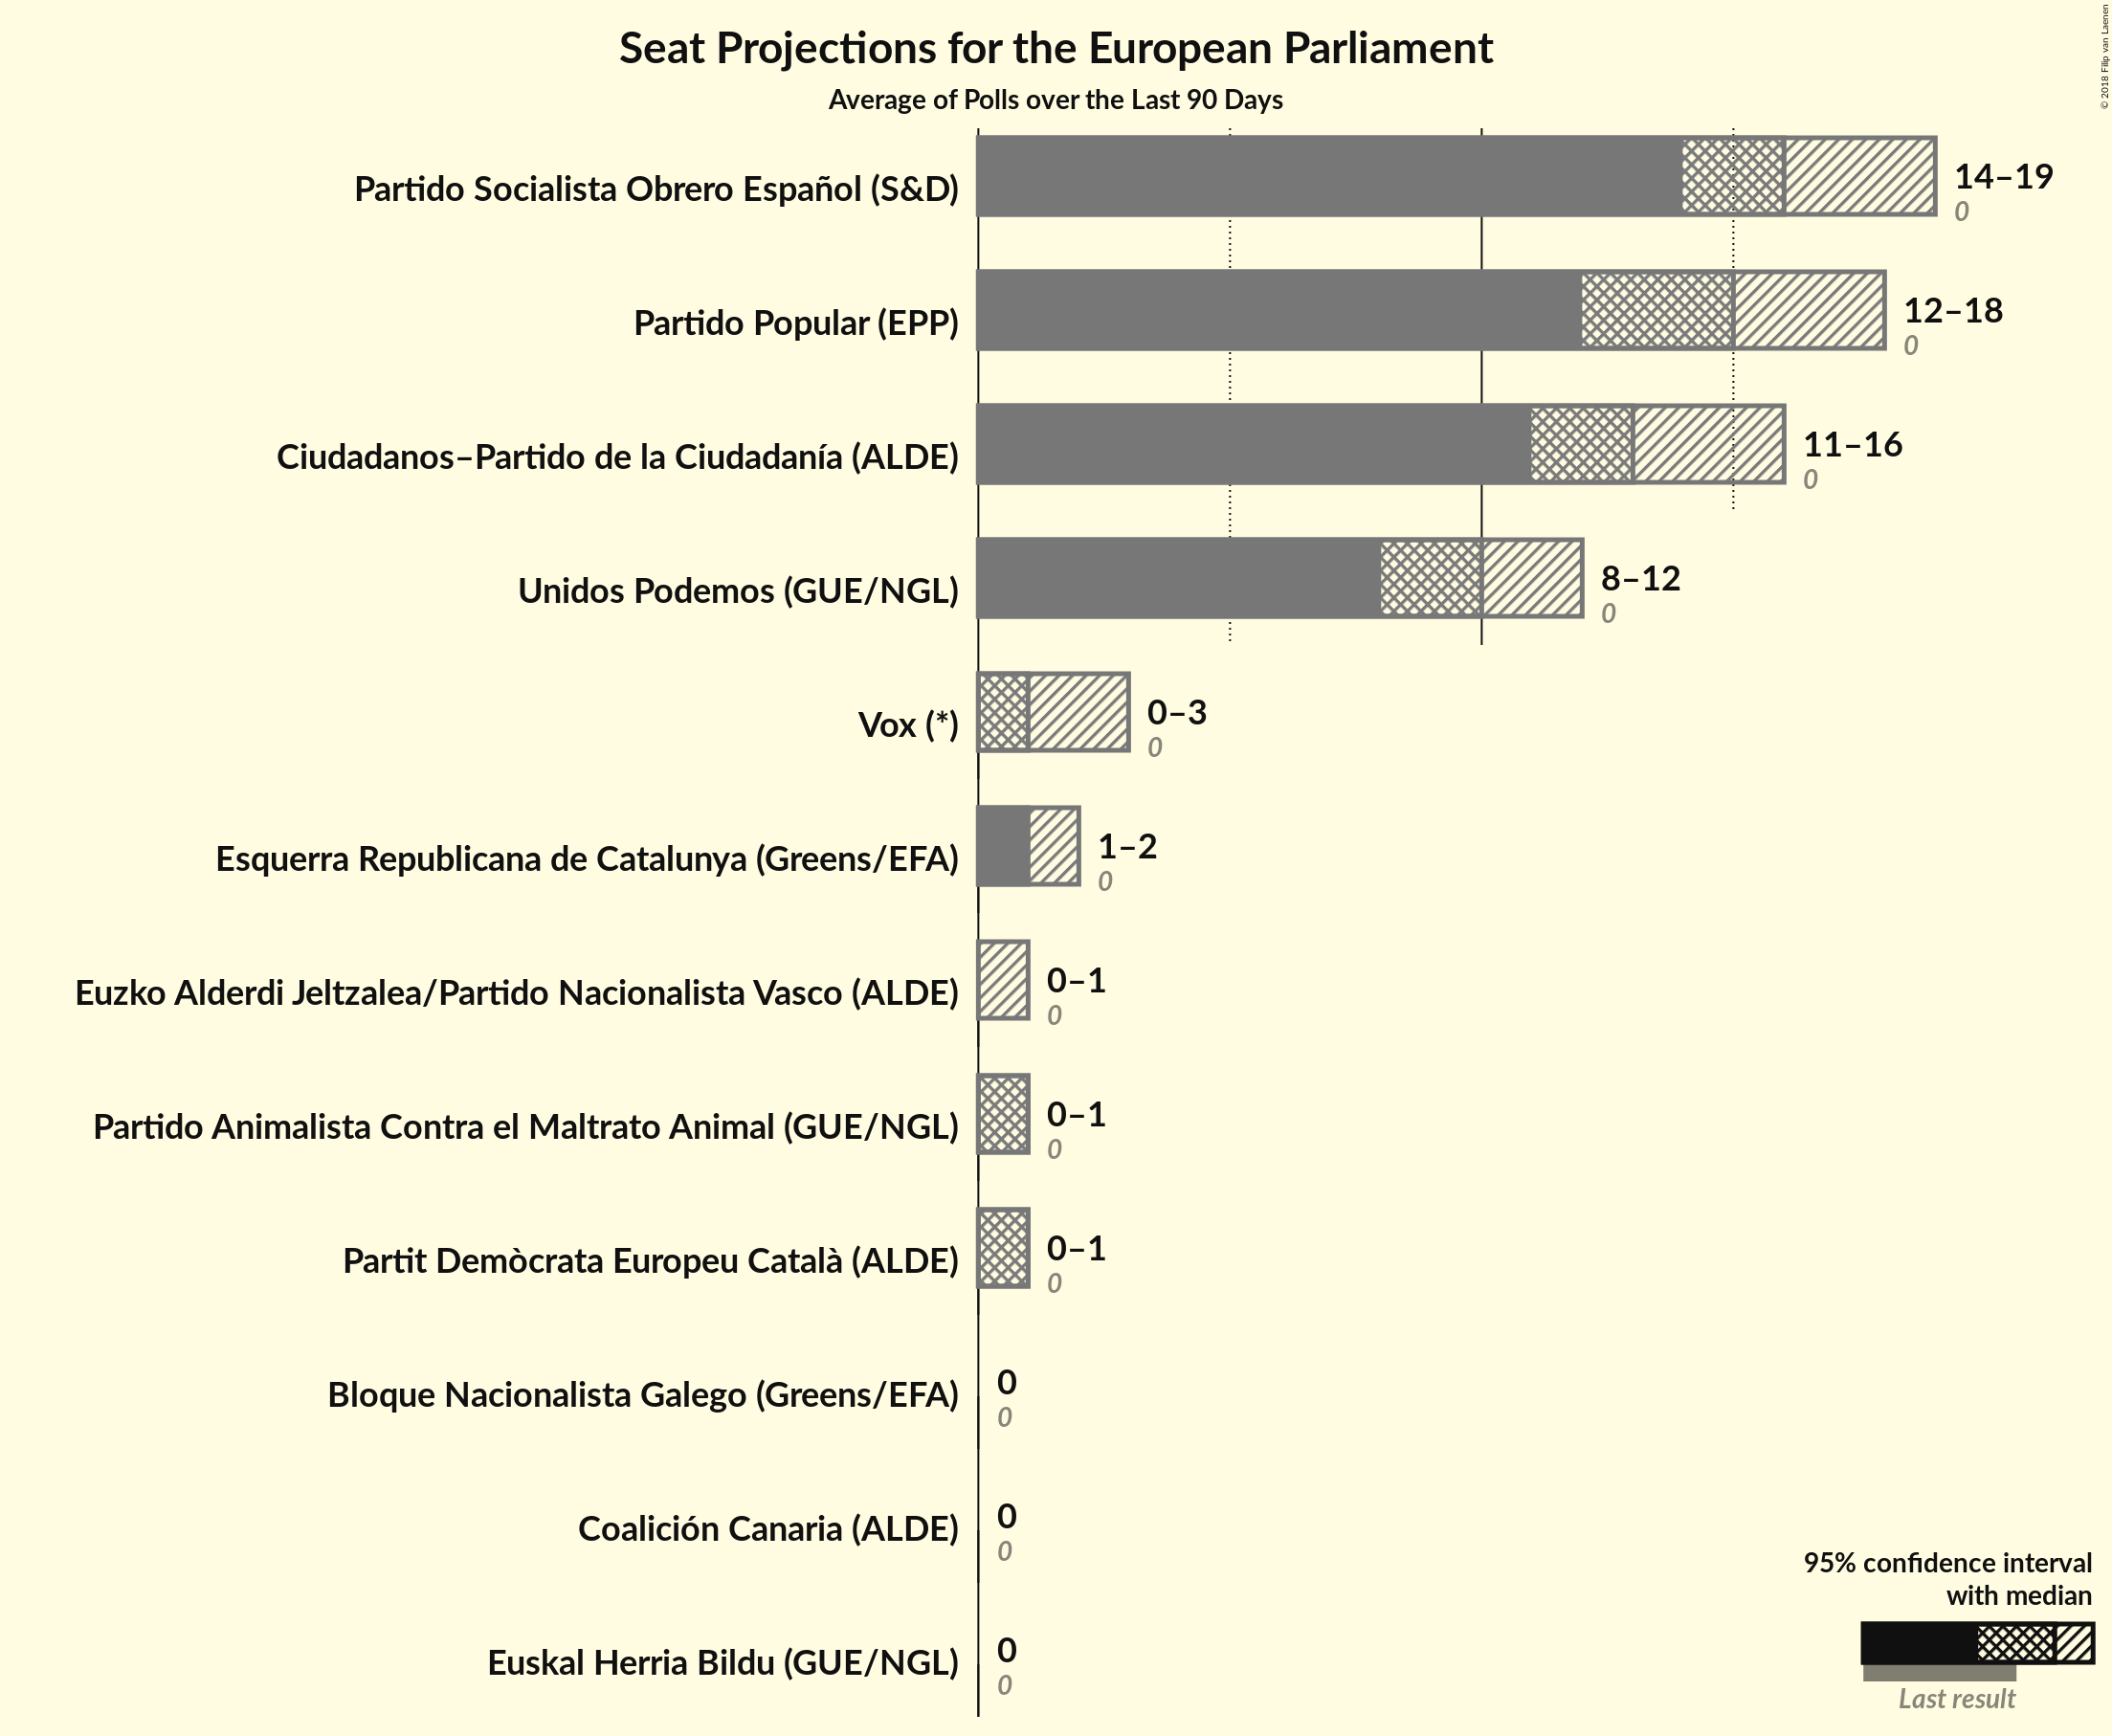 Seat Projections for the European Parliament
Average of Polls over the Last 90 Days
© 2018 Filip van Laenen
Partido Socialista Obrero Español (S&D)
14–19
0
Partido Popular (EPP)
12–18
0
Ciudadanos–Partido de la Ciudadanía (ALDE)
11–16
0
Unidos Podemos (GUE/NGL)
8–12
0
Vox (*)
0–3
0
Esquerra Republicana de Catalunya (Greens/EFA)
1–2
0
Euzko Alderdi Jeltzalea/Partido Nacionalista Vasco (ALDE)
0–1
0
Partido Animalista Contra el Maltrato Animal (GUE/NGL)
0–1
0
Partit Demòcrata Europeu Català (ALDE)
0–1
0
Bloque Nacionalista Galego (Greens/EFA)
0
0
Coalición Canaria (ALDE)
0
0
Euskal Herria Bildu (GUE/NGL)
0
0
95% confidence interval
with median
Last result